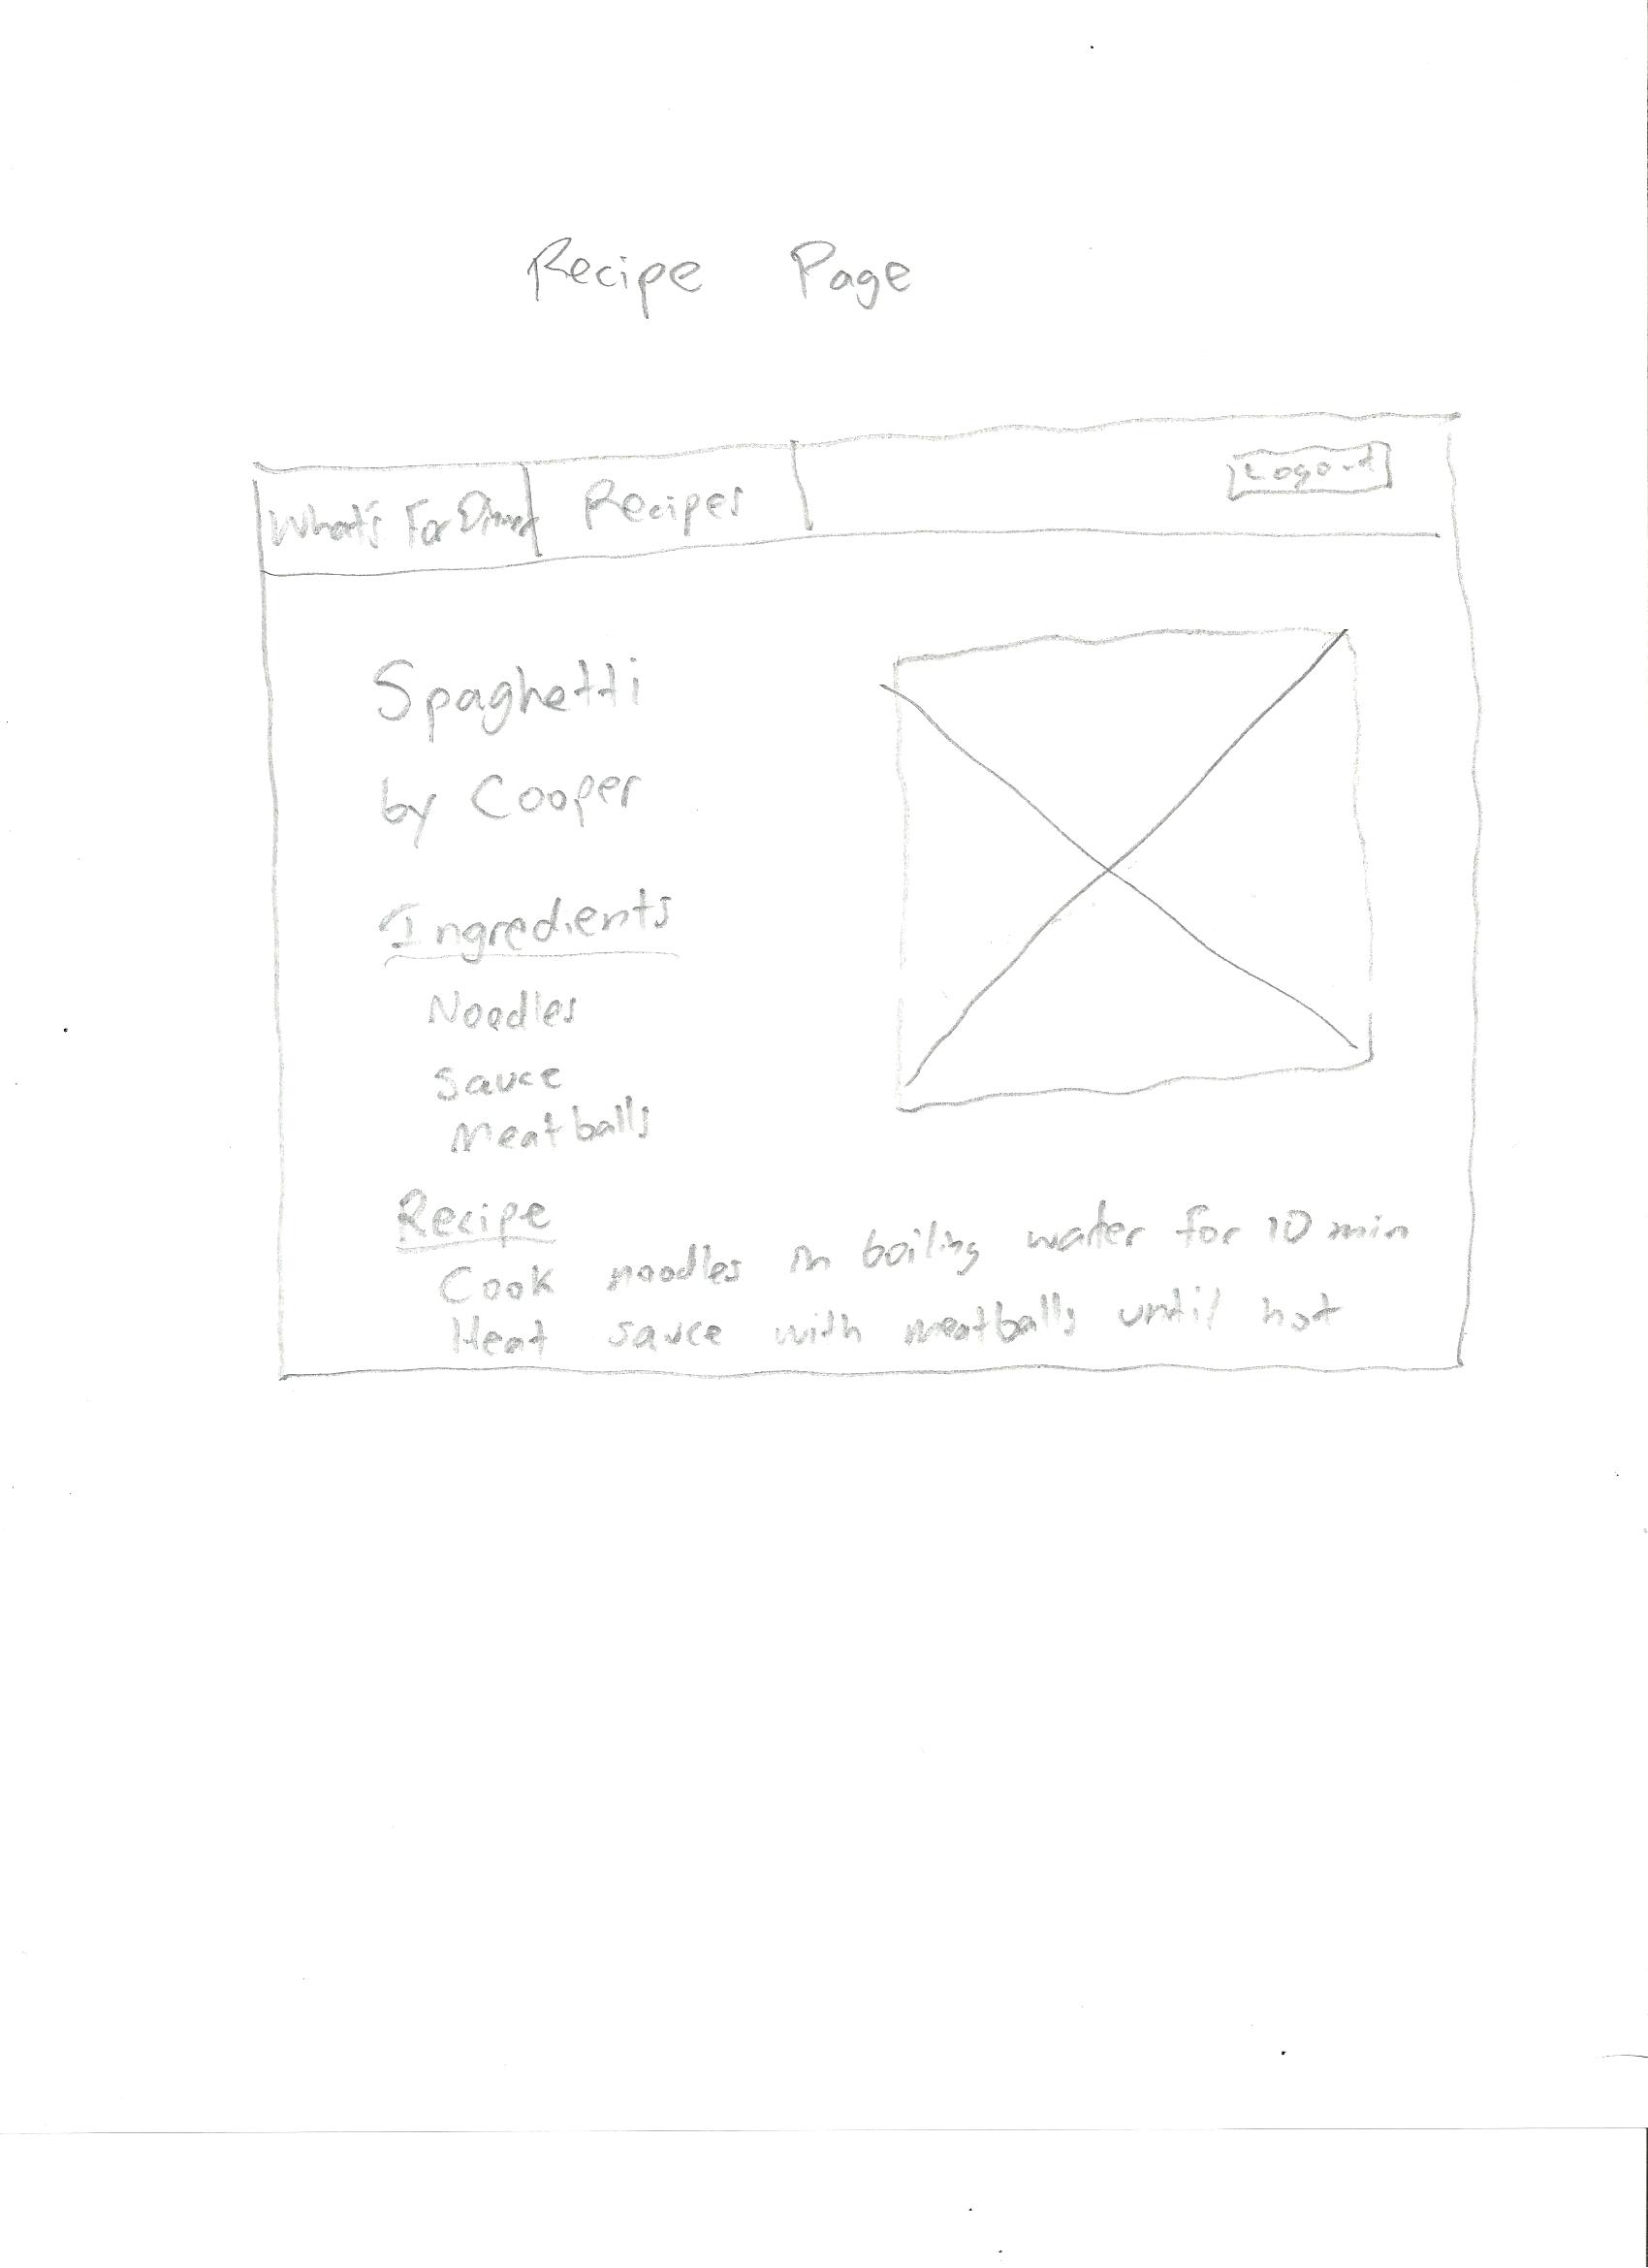 Recipe Page
What's For Dinner Recipes Logout
Spaghetti
by Cooper
Ingredients
Noodles
Sauce
Meatballs
Recipe
Cook noodles in boiling water for 10 min
Heat sauce with meatballs until hot